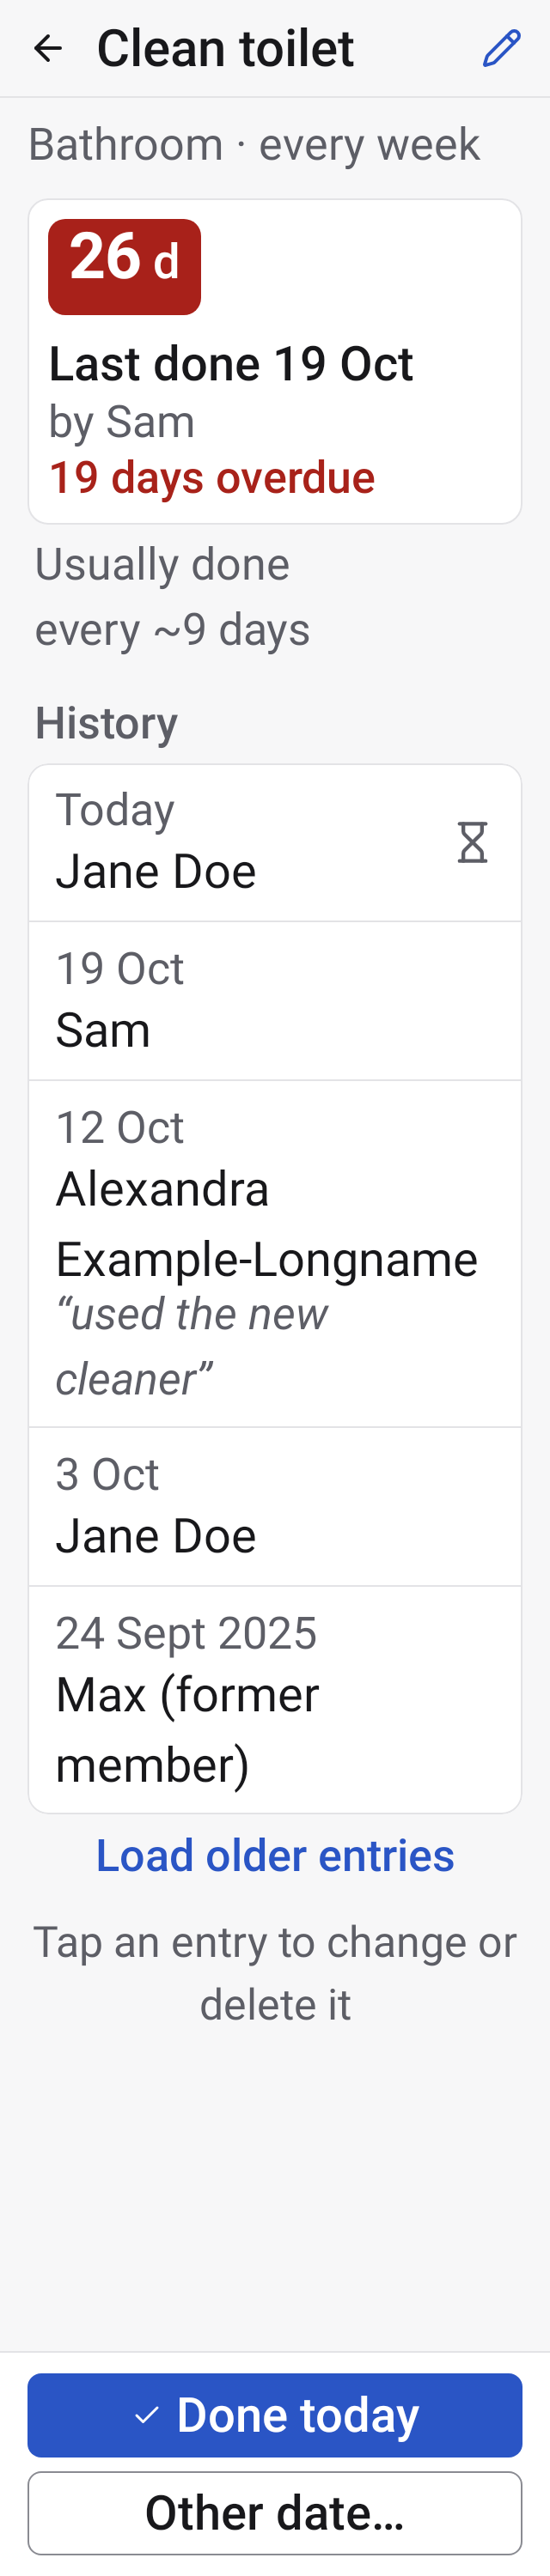 Clean toilet
Bathroom · every week
26 d
Last done 19 Oct
by Sam
19 days overdue
Usually done
every ~9 days
History
Today
Jane Doe
19 Oct
Sam
12 Oct
Alexandra
Example-Longname
“used the new
cleaner”
3 Oct
Jane Doe
24 Sept 2025
Max (former
member)
Load older entries
Tap an entry to change or
delete it
Done today
Other date…